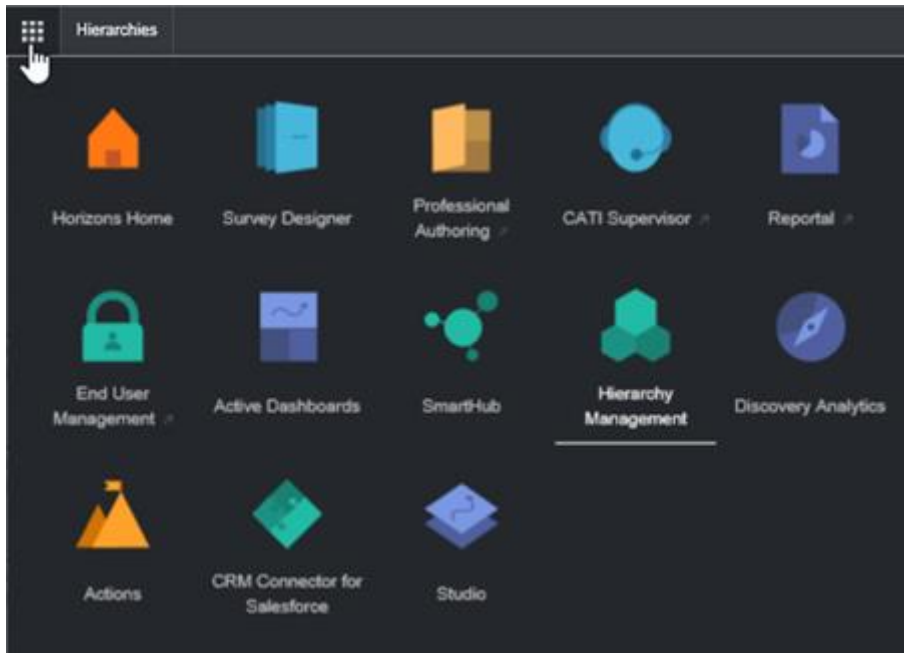 Hierarchies
Horizons Home
Survey Designer
Professional
Authoring
CATI Supervisor
Reportal
End User
Management
Active Dashboards
SmartHub
Hierarchy
Management
Discovery Analytics
Actions
CRM Connector for
Salesforce
Studio